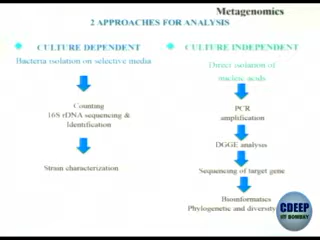 Metagenomics
2 APPROACHES FOR ANALYSIS
CULTURE DEPENDENT
Bacteria isolation on selective media
Counting
16S rDNA sequencing &
Identification
Strain characterization
CULTURE INDEPENDENT
Direct isolation of
nucleic acids
PCR
amplification
DGGE analysis
Sequencing of target gene
Bioinformatics
Phylogenetic and diversity
CDEEP
IIT BOMBAY